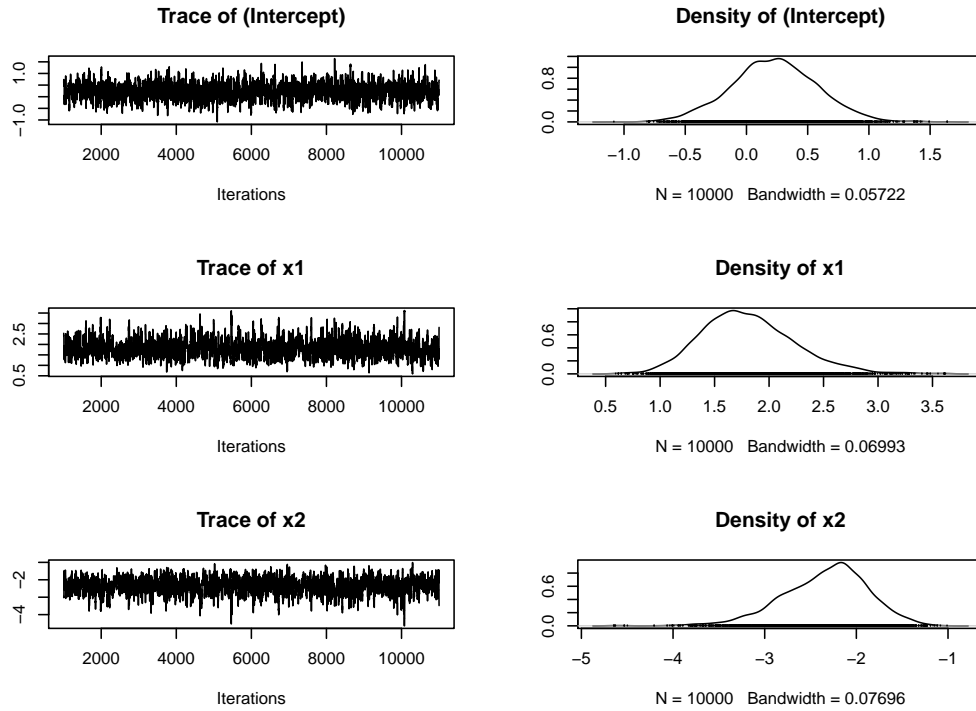 Trace of (Intercept)
−1.0 1.0
2000 4000 6000 8000 10000
Iterations
Density of (Intercept)
0.0 0.8
−1.0 −0.5 0.0 0.5 1.0 1.5
N = 10000 Bandwidth = 0.05722
Trace of x1
0.5 2.5
2000 4000 6000 8000 10000
Iterations
Density of x1
0.0 0.6
0.5 1.0 1.5 2.0 2.5 3.0 3.5
N = 10000 Bandwidth = 0.06993
Trace of x2
−4 −2
2000 4000 6000 8000 10000
Iterations
Density of x2
0.0 0.6
−5 −4 −3 −2 −1
N = 10000 Bandwidth = 0.07696